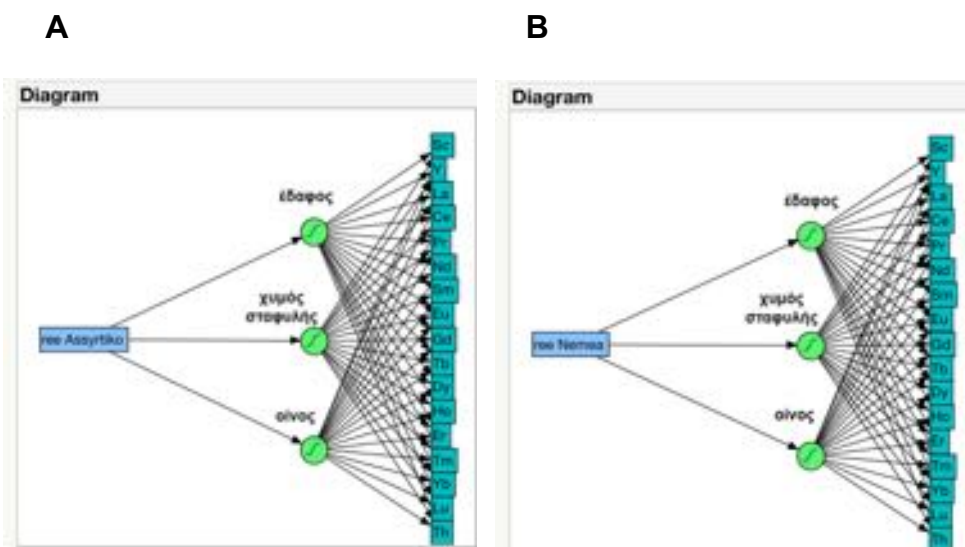 A
B
Diagram
έδαφος
χυμός
σταφυλής
οίνος
ree Assyrtiko
Sc
Y
La
Ce
Pr
Nd
Sm
Eu
Gd
Tb
Dy
Ho
Er
Tm
Yb
Lu
Th
Diagram
έδαφος
χυμός
σταφυλής
οίνος
ree Nemea
Sc
Y
La
Ce
Pr
Nd
Sm
Eu
Gd
Tb
Dy
Ho
Er
Tm
Yb
Lu
Th